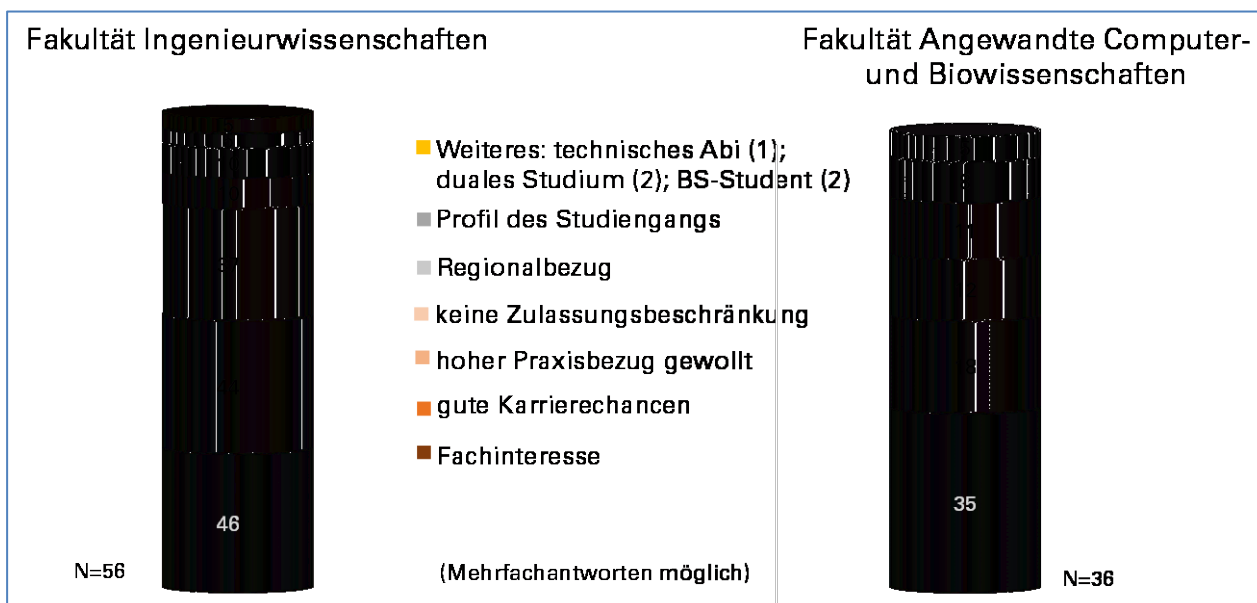 Fakultät Ingenieurwissenschaften
Fakultät Angewandte Computer-
und Biowissenschaften
Weiteres: technisches Abi (1);
duales Studium (2); BS-Student (2)
Profil des Studiengangs
Regionalbezug
keine Zulassungsbeschränkung
hoher Praxisbezug gewollt
gute Karrierechancen
Fachinteresse
46
35
N=56
(Mehrfachantworten möglich)
N=36